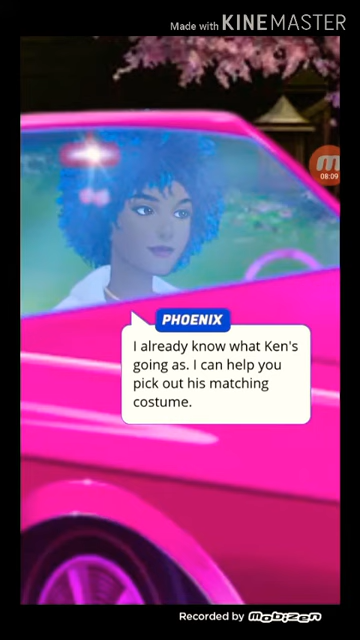 Made with KINEMASTER
08:09
PHOENIX
I already know what Ken's
going as. I can help you
pick out his matching
costume.
Recorded by mobizen